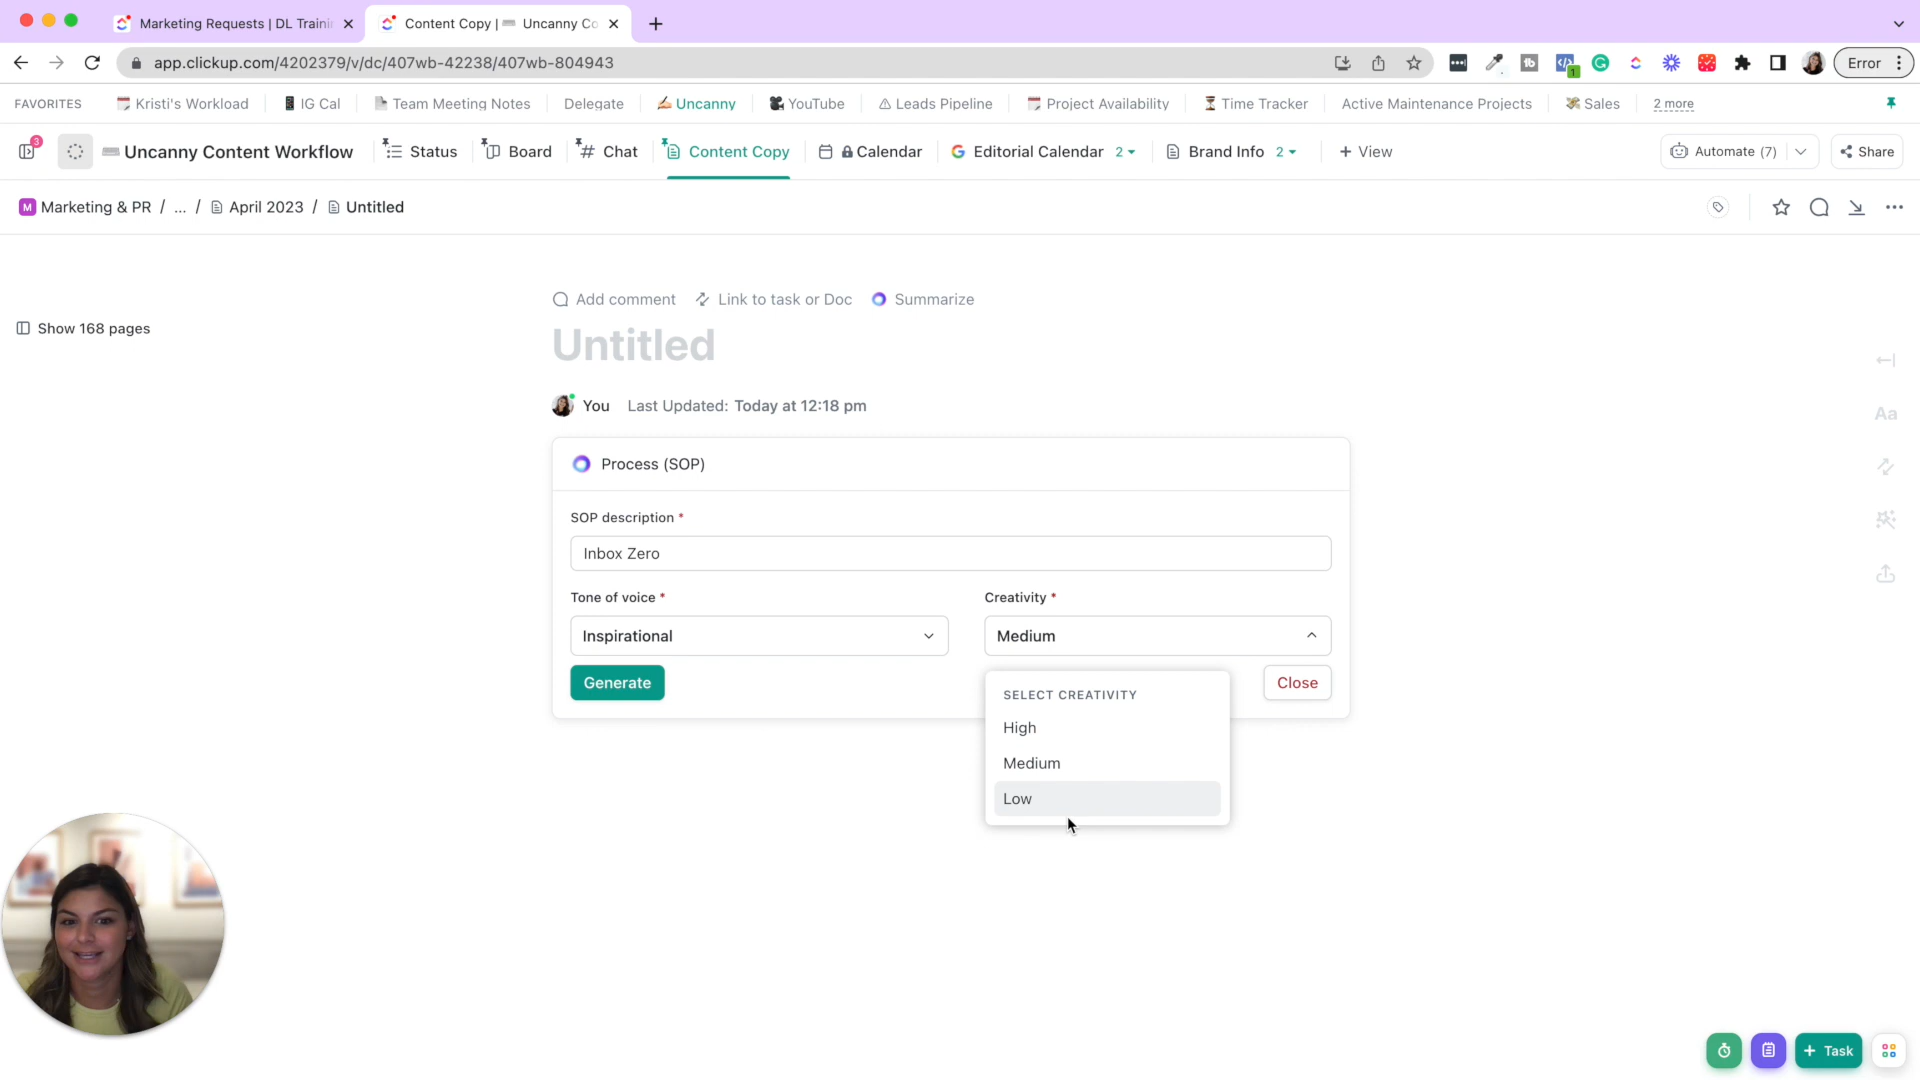 Marketing Requests | DL Traini
Content Copy | Uncanny Co
app.clickup.com/4202379/v/dc/407wb-42238/407wb-804943
Error
FAVORITES
Kristi's Workload
IG Cal
Team Meeting Notes
Delegate
Uncanny
YouTube
Leads Pipeline
Project Availability
Time Tracker
Active Maintenance Projects
Sales
2 more
3
Uncanny Content Workflow
Status
Board
Chat
Content Copy
Calendar
Editorial Calendar 2
Brand Info 2
+ View
Automate (7)
Share
M Marketing & PR / ... / April 2023 / Untitled
Add comment
Link to task or Doc
Summarize
Show 168 pages
Untitled
Aa
You Last Updated: Today at 12:18 pm
Process (SOP)
SOP description *
Inbox Zero
Tone of voice *
Creativity *
Inspirational
Medium
Generate
Close
SELECT CREATIVITY
High
Medium
Low
+ Task